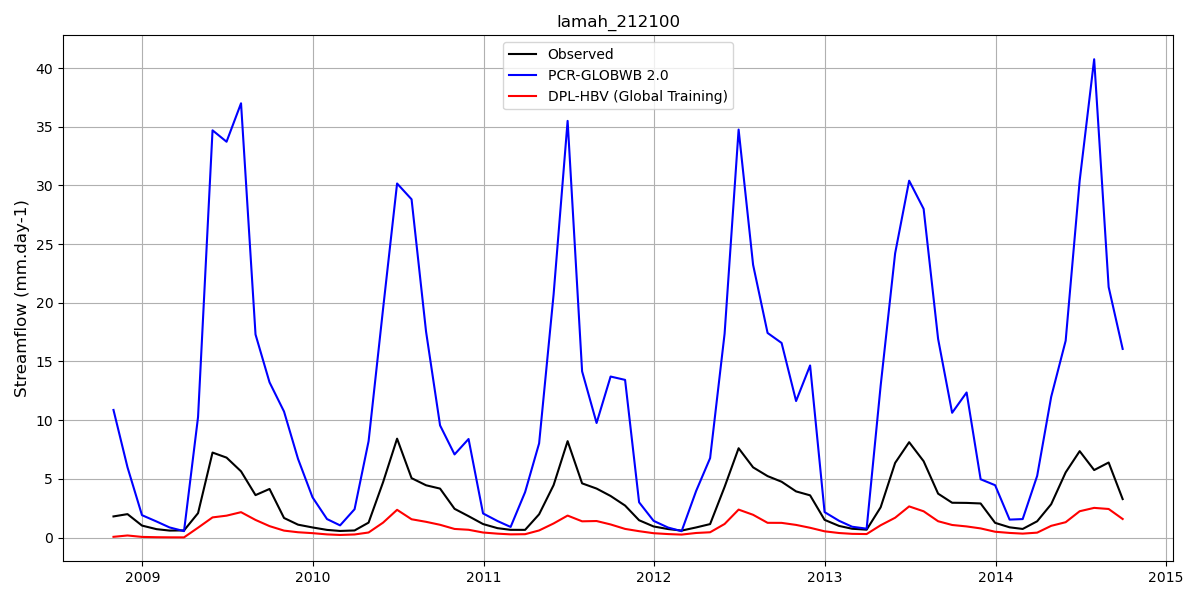 lamah_212100
Observed
PCR-GLOBWB 2.0
DPL-HBV (Global Training)
Streamflow (mm.day-1)
40
35
30
25
20
15
10
5
0
2009 2010 2011 2012 2013 2014 2015